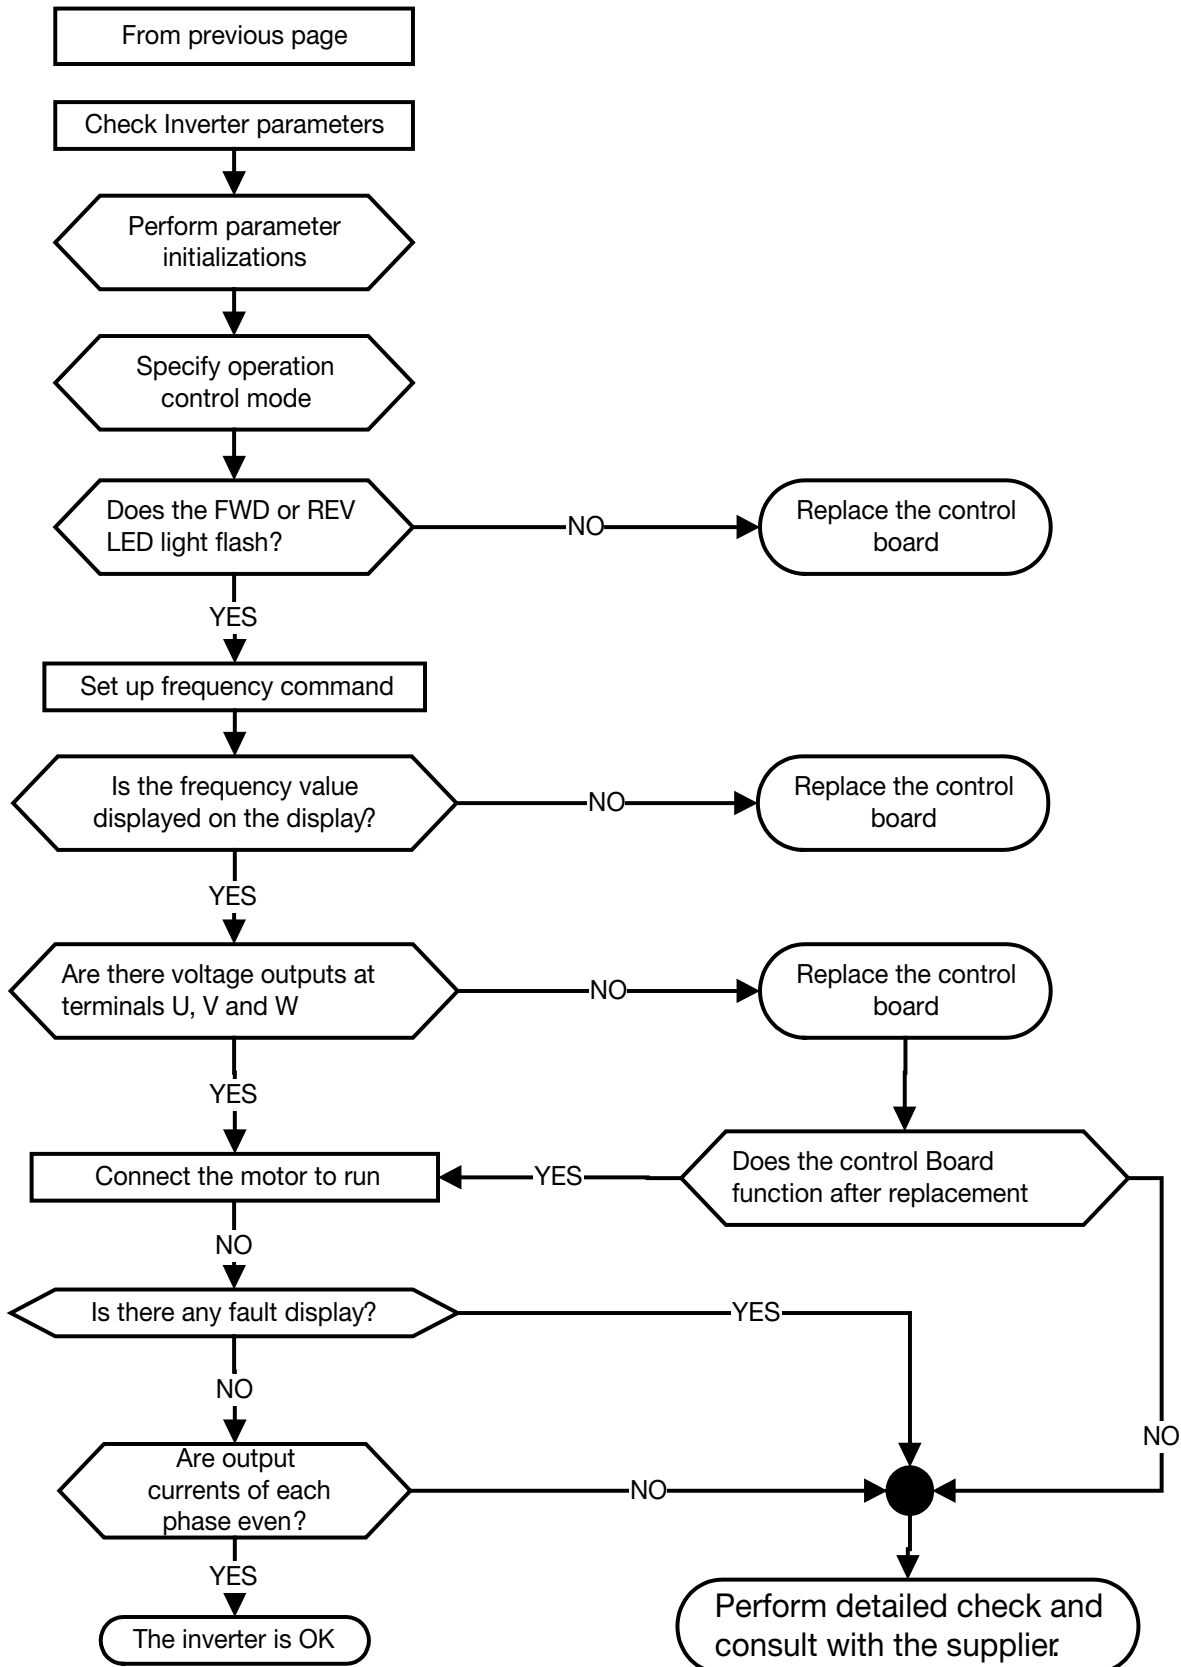 From previous page
Check Inverter parameters
Perform parameter
initializations
Specify operation
control mode
Does the FWD or REV
LED light flash?
NO
Replace the control
board
YES
Set up frequency command
Is the frequency value
displayed on the display?
NO
Replace the control
board
YES
Are there voltage outputs at
terminals U, V and W
NO
Replace the control
board
YES
Connect the motor to run
YES
Does the control Board
function after replacement
NO
Is there any fault display?
YES
NO
NO
Are output
currents of each
phase even?
NO
YES
The inverter is OK
Perform detailed check and
consult with the supplier.